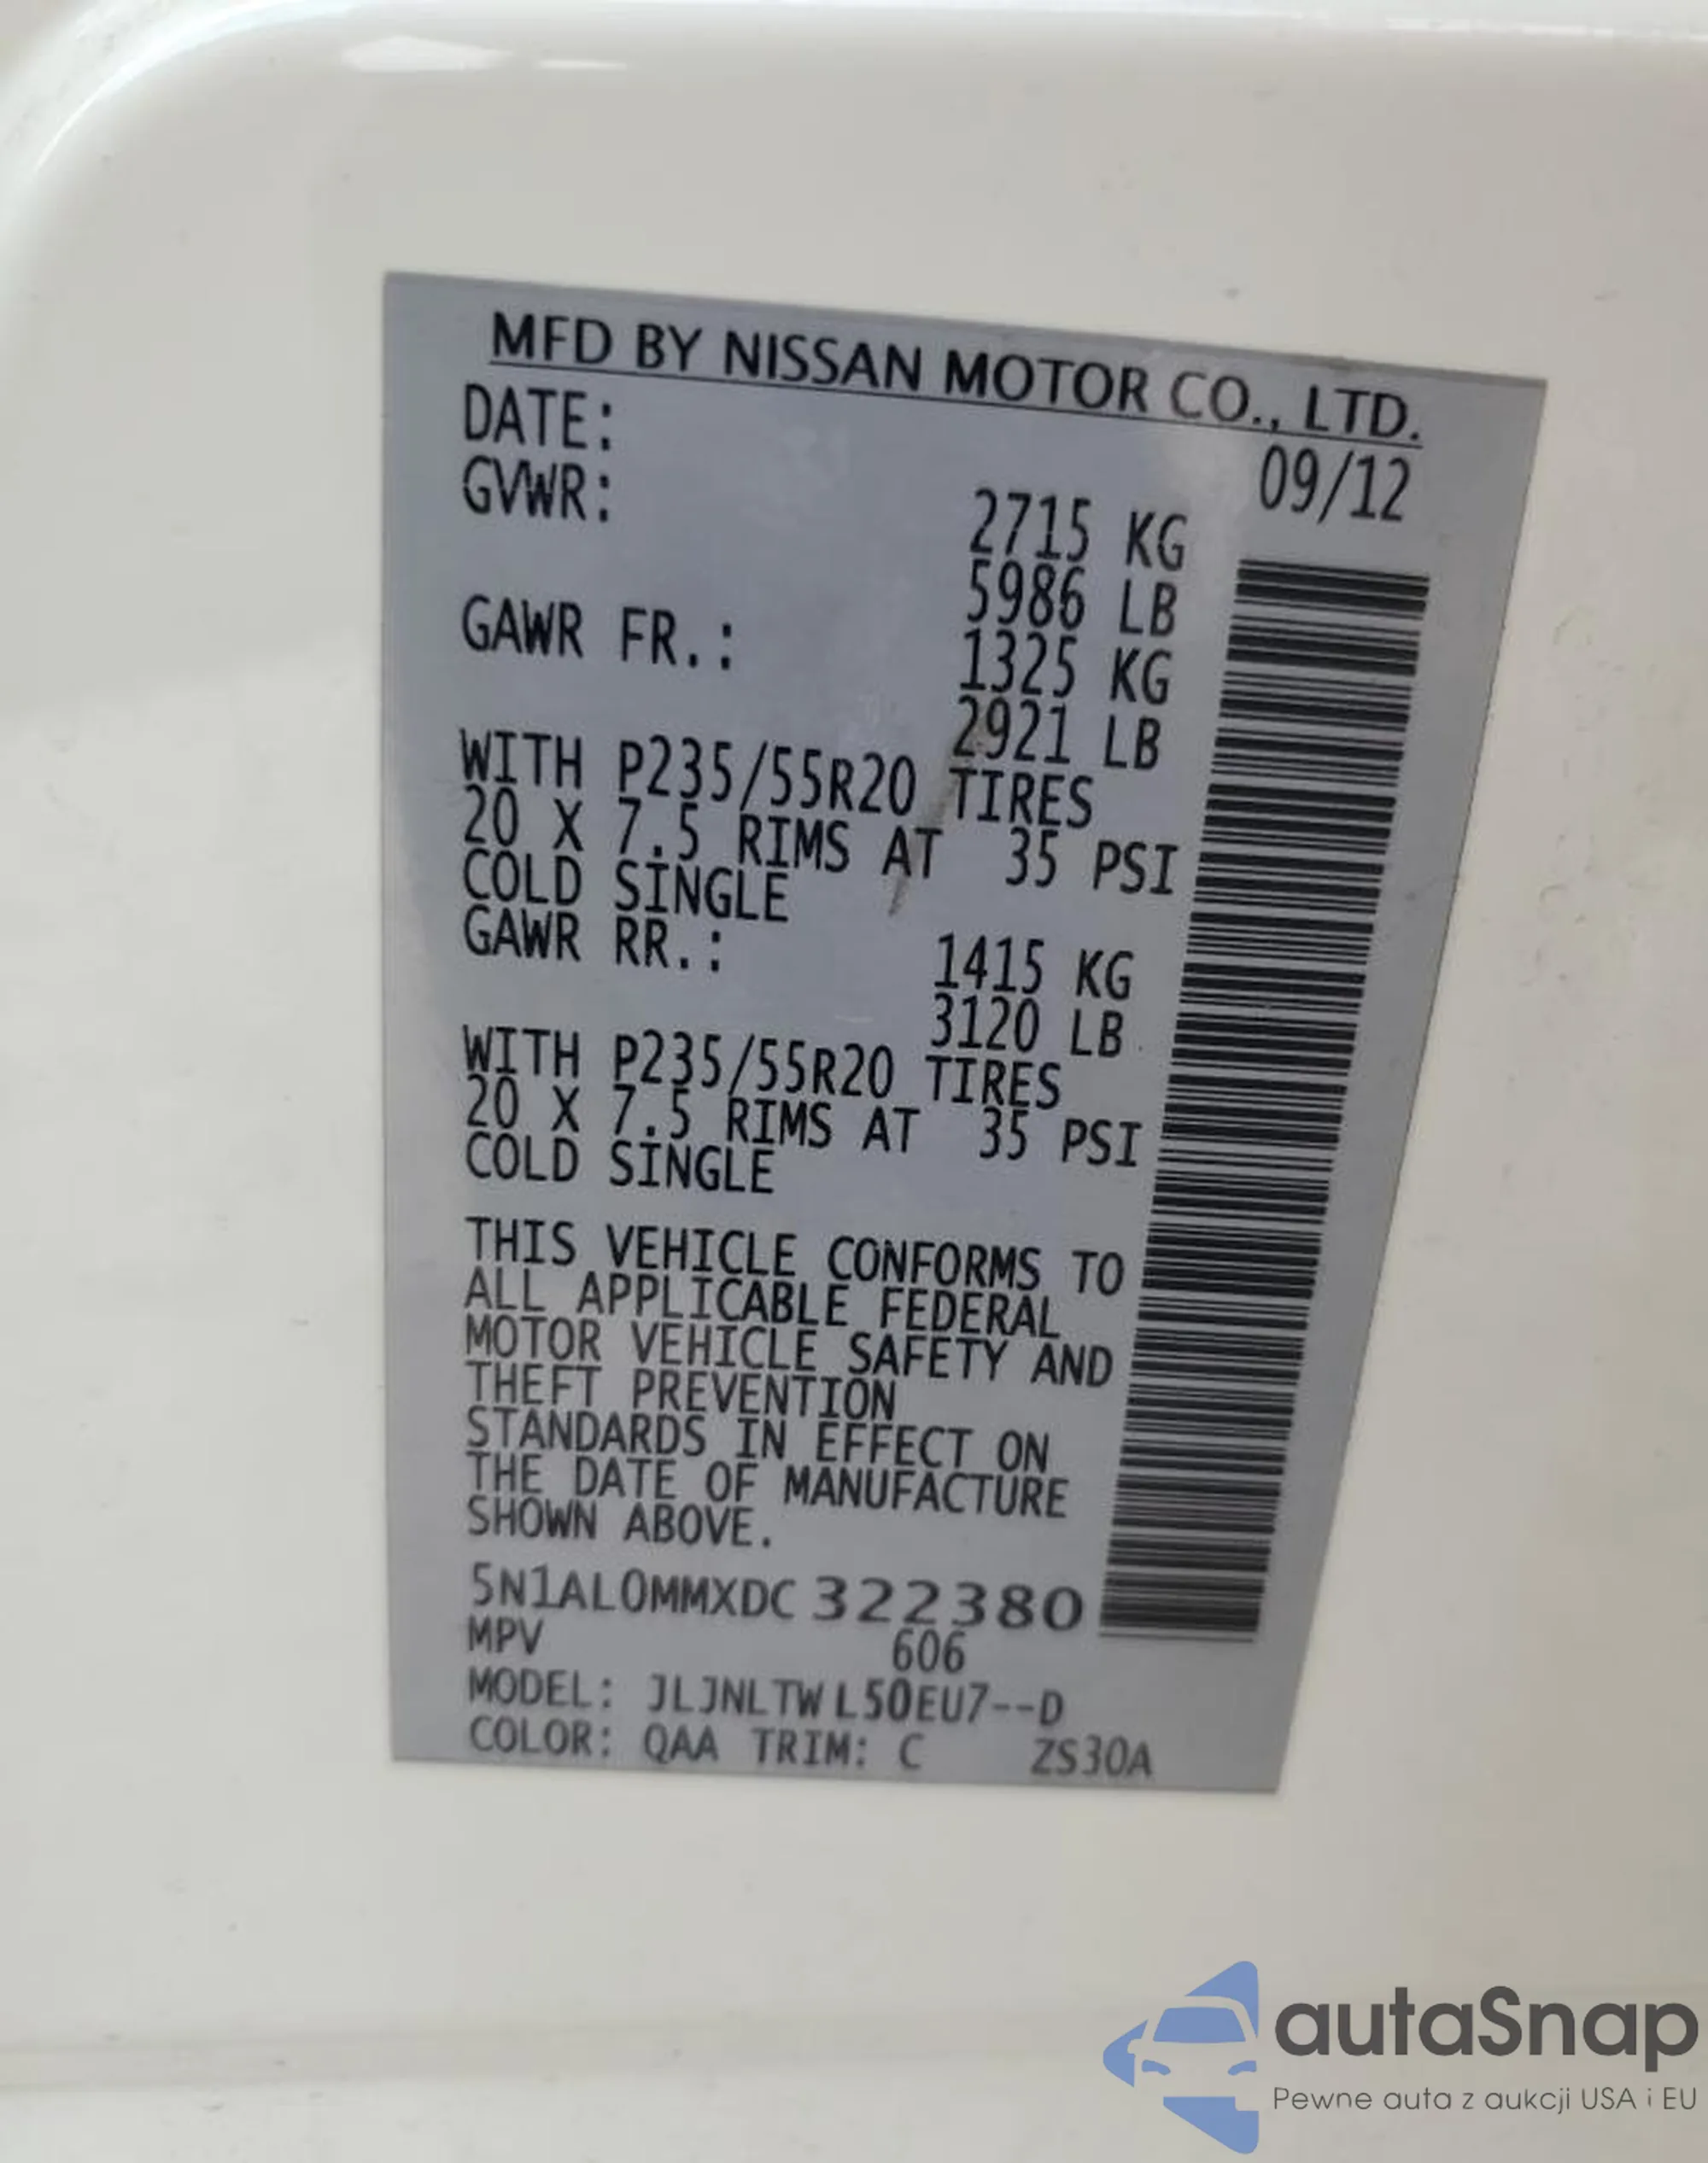 MFD BY NISSAN MOTOR CO., LTD.
DATE: 09/12
GVWR: 2715 KG
5986 LB
GAWR FR.: 1325 KG
2921 LB
WITH P235/55R20 TIRES
20 X 7.5 RIMS AT 35 PSI
COLD SINGLE
GAWR RR.: 1415 KG
3120 LB
WITH P235/55R20 TIRES
20 X 7.5 RIMS AT 35 PSI
COLD SINGLE
THIS VEHICLE CONFORMS TO
ALL APPLICABLE FEDERAL
MOTOR VEHICLE SAFETY AND
THEFT PREVENTION
STANDARDS IN EFFECT ON
THE DATE OF MANUFACTURE
SHOWN ABOVE.
5N1AL0MMXDC 322380
MPV 606
MODEL: JLJNLTW L50EU7--D
COLOR: QAA TRIM: C ZS30A
autaSnap
Pewne auta z aukcji USA i EU